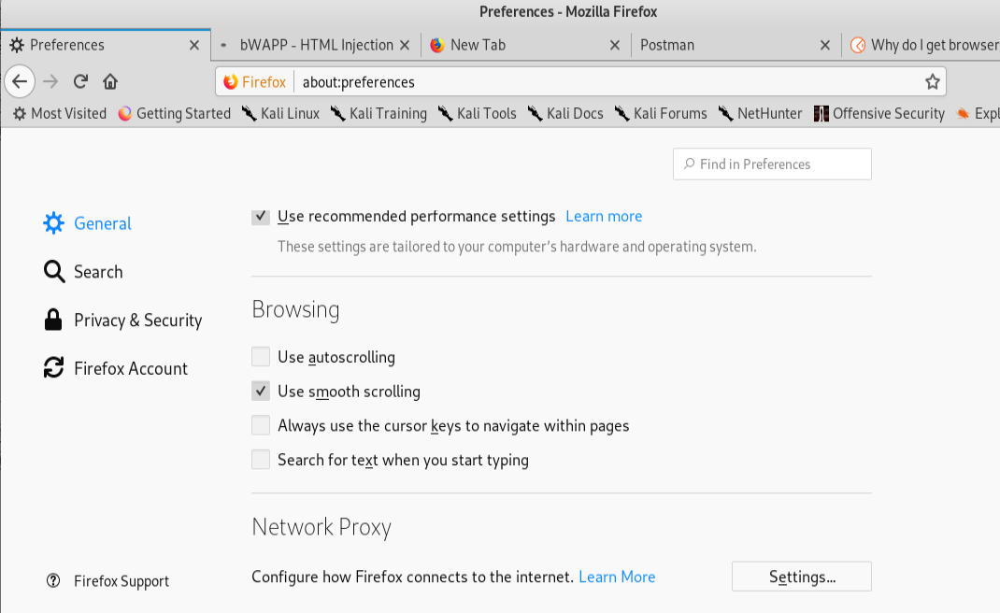 Preferences - Mozilla Firefox
Preferences bWAPP - HTML Injection New Tab Postman Why do I get browser
Firefox about:preferences
Most Visited Getting Started Kali Linux Kali Training Kali Tools Kali Docs Kali Forums NetHunter Offensive Security Expl
Find in Preferences
General
Search
Privacy & Security
Firefox Account
Firefox Support
Use recommended performance settings Learn more
These settings are tailored to your computer’s hardware and operating system.
Browsing
Use autoscrolling
Use smooth scrolling
Always use the cursor keys to navigate within pages
Search for text when you start typing
Network Proxy
Configure how Firefox connects to the internet. Learn More Settings...